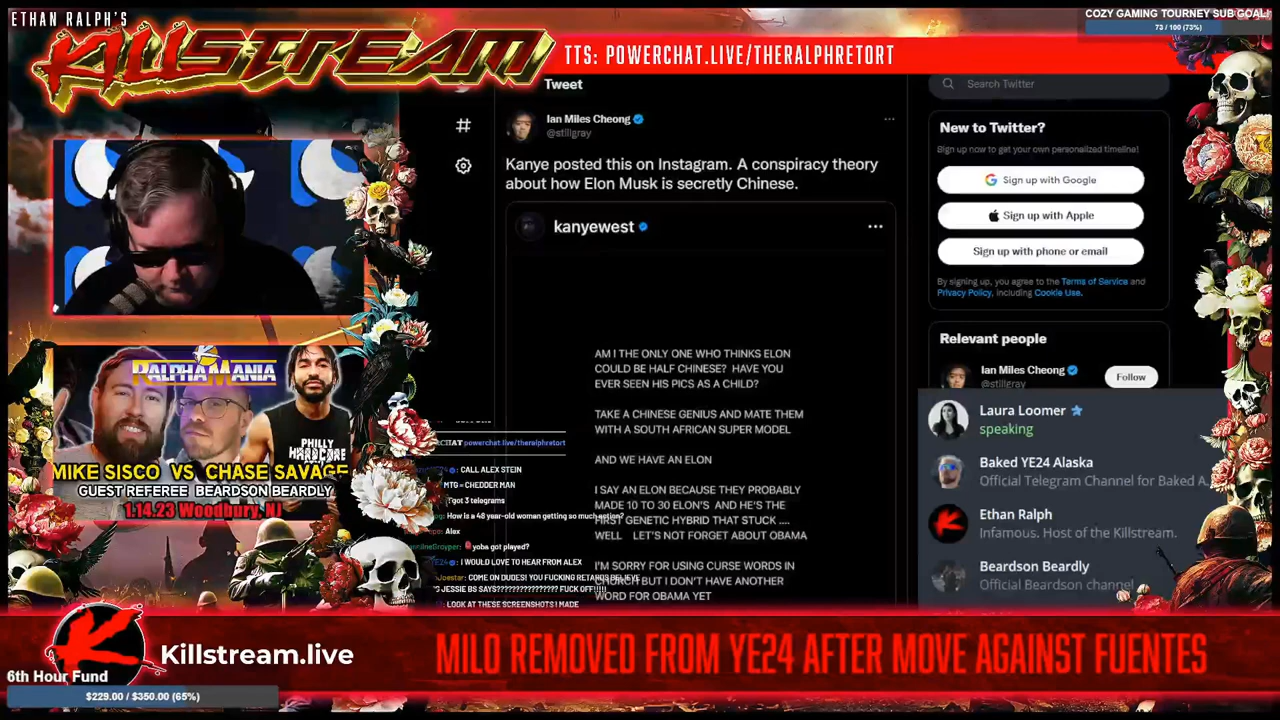 ETHAN RALPH'S
KILLSTREAM
TTS: POWERCHAT.LIVE/THERALPHRETORT
COZY GAMING TOURNEY SUB GOAL!
73 / 100 (73%)
Tweet
Ian Miles Cheong
@stillgray
Kanye posted this on Instagram. A conspiracy theory
about how Elon Musk is secretly Chinese.
kanyewest
AM I THE ONLY ONE WHO THINKS ELON
COULD BE HALF CHINESE? HAVE YOU
EVER SEEN HIS PICS AS A CHILD?
TAKE A CHINESE GENIUS AND MATE THEM
WITH A SOUTH AFRICAN SUPER MODEL
AND WE HAVE AN ELON
I SAY AN ELON BECAUSE THEY PROBABLY
MADE 10 TO 30 ELON'S AND HE'S THE
FIRST GENETIC HYBRID THAT STUCK ....
WELL LET'S NOT FORGET ABOUT OBAMA
I'M SORRY FOR USING CURSE WORDS IN
CHURCH BUT I DON'T HAVE ANOTHER
WORD FOR OBAMA YET
Search Twitter
New to Twitter?
Sign up now to get your own personalized timeline!
Sign up with Google
Sign up with Apple
Sign up with phone or email
By signing up, you agree to the Terms of Service and
Privacy Policy, including Cookie Use.
Relevant people
Ian Miles Cheong
@stillgray
Follow
Laura Loomer
speaking
Baked YE24 Alaska
Official Telegram Channel for Baked A.
Ethan Ralph
Infamous. Host of the Killstream.
Beardson Beardly
Official Beardson channel
RALPHAMANIA
PHILLY
HARDCORE
MIKE SISCO VS. CHASE SAVAGE
GUEST REFEREE BEARDSON BEARDLY
1.14.23 Woodbury, NJ
powerchat.live/theralphretort
CALL ALEX STEIN
MTG = CHEDDER MAN
got 3 telegrams
How is a 48 year-old woman getting so much
Alex
yoba got played?
I WOULD LOVE TO HEAR FROM ALEX
COME ON DUDES! YOU FUCKING RETARDS BELIEVE
JESSIE BS SAYS???????????????? FUCK OFF!!!!!
LOOK AT THESE SCREENSHOTS I MADE
K
Killstream.live
MILO REMOVED FROM YE24 AFTER MOVE AGAINST FUENTES
6th Hour Fund
$229.00 / $350.00 (65%)